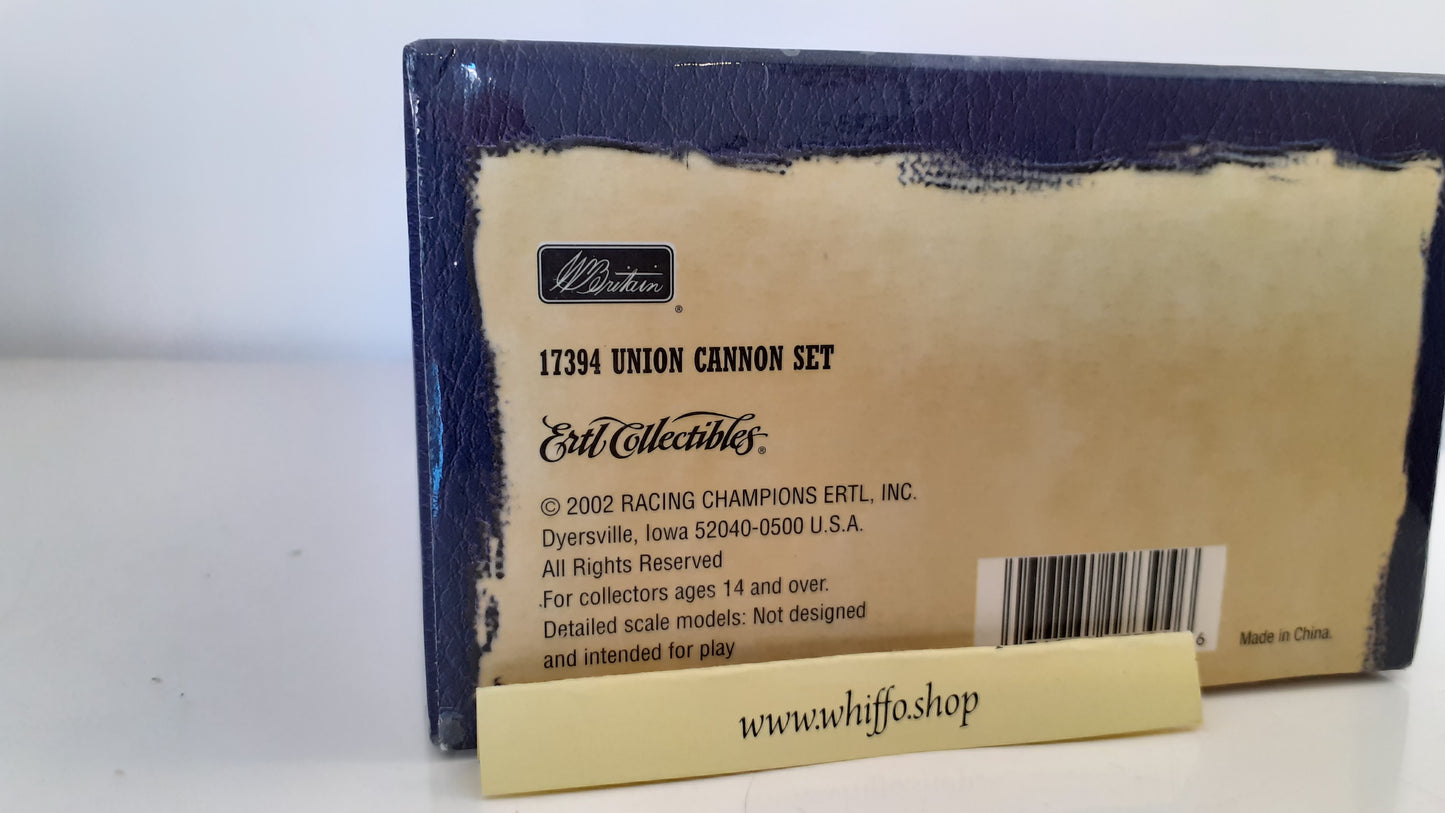 W Britain
®
17394 UNION CANNON SET
Ertl Collectibles®
© 2002 RACING CHAMPIONS ERTL, INC.
Dyersville, Iowa 52040-0500 U.S.A.
All Rights Reserved
For collectors ages 14 and over.
Detailed scale models: Not designed
and intended for play
6
Made in China.
www.whiffo.shop